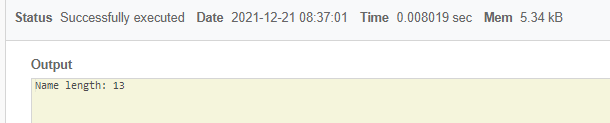 Status Successfully executed Date 2021-12-21 08:37:01 Time 0.008019 sec Mem 5.34 kB
Output
Name length: 13